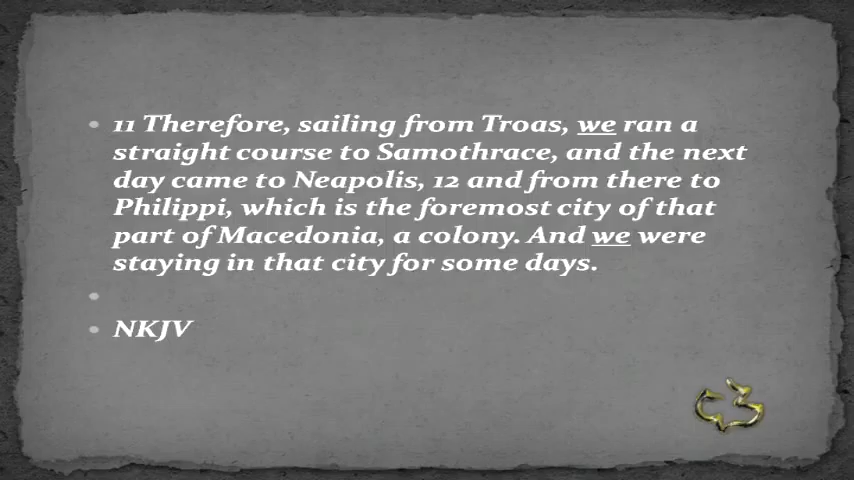 11 Therefore, sailing from Troas, we ran a
straight course to Samothrace, and the next
day came to Neapolis, 12 and from there to
Philippi, which is the foremost city of that
part of Macedonia, a colony. And we were
staying in that city for some days.
NKJV